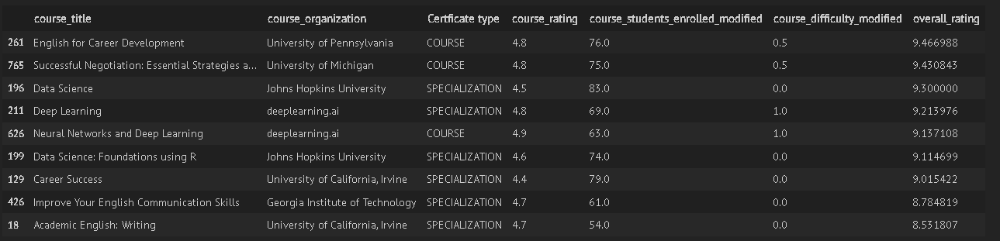 course_title course_organization Certficate type course_rating course_students_enrolled_modified course_difficulty_modified overall_rating
261 English for Career Development University of Pennsylvania COURSE 4.8 76.0 0.5 9.466988
765 Successful Negotiation: Essential Strategies a... University of Michigan COURSE 4.8 75.0 0.5 9.430843
196 Data Science Johns Hopkins University SPECIALIZATION 4.5 83.0 0.0 9.300000
211 Deep Learning deeplearning.ai SPECIALIZATION 4.8 69.0 1.0 9.213976
626 Neural Networks and Deep Learning deeplearning.ai COURSE 4.9 63.0 1.0 9.137108
199 Data Science: Foundations using R Johns Hopkins University SPECIALIZATION 4.6 74.0 0.0 9.114699
129 Career Success University of California, Irvine SPECIALIZATION 4.4 79.0 0.0 9.015422
426 Improve Your English Communication Skills Georgia Institute of Technology SPECIALIZATION 4.7 61.0 0.0 8.784819
18 Academic English: Writing University of California, Irvine SPECIALIZATION 4.7 54.0 0.0 8.531807